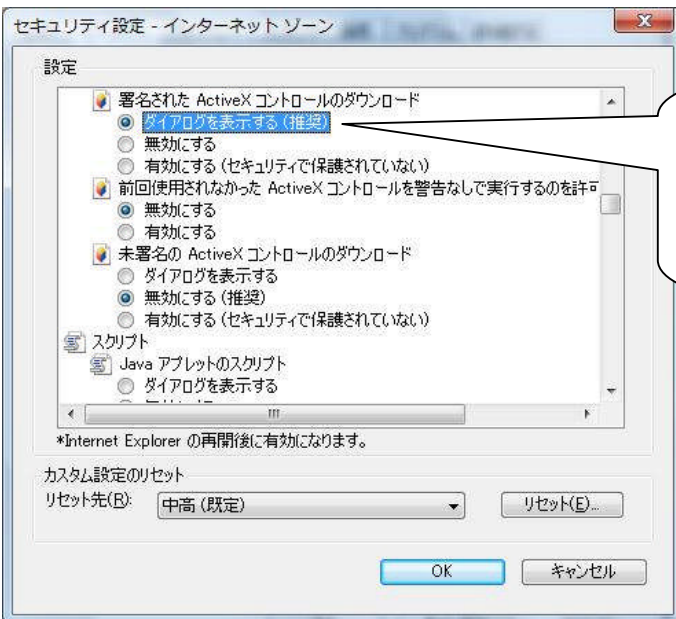 セキュリティ設定 - インターネット ゾーン
設定
署名された ActiveX コントロールのダウンロード
ダイアログを表示する (推奨)
無効にする
有効にする (セキュリティで保護されていない)
前回使用されなかった ActiveX コントロールを警告なしで実行するのを許可
無効にする
有効にする
未署名の ActiveX コントロールのダウンロード
ダイアログを表示する
無効にする (推奨)
有効にする (セキュリティで保護されていない)
スクリプト
Java アプレットのスクリプト
ダイアログを表示する
*Internet Explorer の再開後に有効になります。
カスタム設定のリセット
リセット先(R): 中高 (既定) リセット(E)...
OK キャンセル